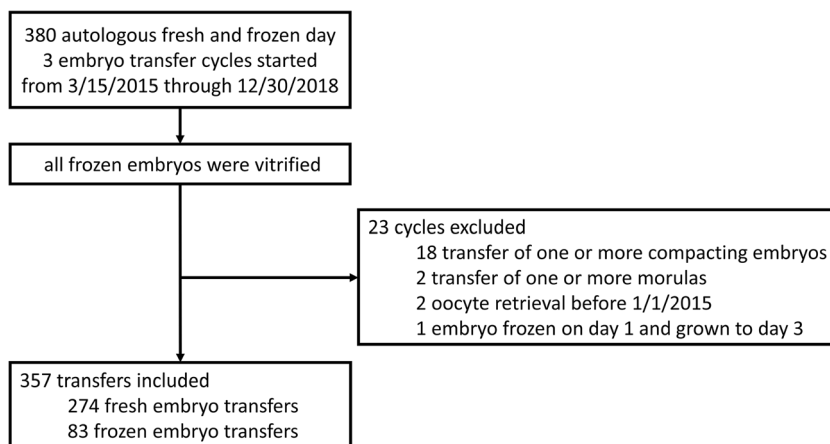 380 autologous fresh and frozen day
3 embryo transfer cycles started
from 3/15/2015 through 12/30/2018
all frozen embryos were vitrified
23 cycles excluded
18 transfer of one or more compacting embryos
2 transfer of one or more morulas
2 oocyte retrieval before 1/1/2015
1 embryo frozen on day 1 and grown to day 3
357 transfers included
274 fresh embryo transfers
83 frozen embryo transfers